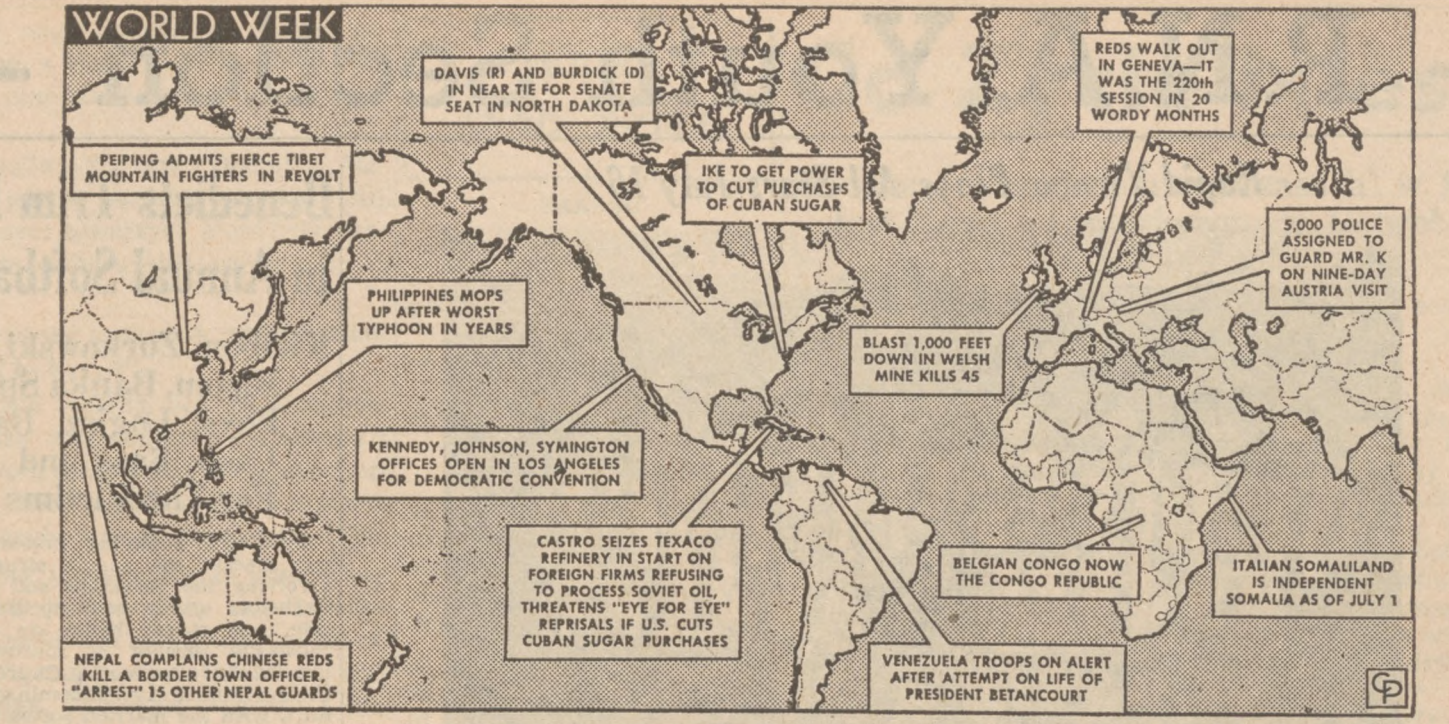 WORLD WEEK
DAVIS (R) AND BURDICK (D)
IN NEAR TIE FOR SENATE
SEAT IN NORTH DAKOTA
REDS WALK OUT
IN GENEVA—IT
WAS THE 220th
SESSION IN 20
WORDY MONTHS
PEIPING ADMITS FIERCE TIBET
MOUNTAIN FIGHTERS IN REVOLT
IKE TO GET POWER
TO CUT PURCHASES
OF CUBAN SUGAR
5,000 POLICE
ASSIGNED TO
GUARD MR. K
ON NINE-DAY
AUSTRIA VISIT
PHILIPPINES MOPS
UP AFTER WORST
TYPHOON IN YEARS
BLAST 1,000 FEET
DOWN IN WELSH
MINE KILLS 45
KENNEDY, JOHNSON, SYMINGTON
OFFICES OPEN IN LOS ANGELES
FOR DEMOCRATIC CONVENTION
CASTRO SEIZES TEXACO
REFINERY IN START ON
FOREIGN FIRMS REFUSING
TO PROCESS SOVIET OIL,
THREATENS "EYE FOR EYE"
REPRISALS IF U.S. CUTS
CUBAN SUGAR PURCHASES
BELGIAN CONGO NOW
THE CONGO REPUBLIC
ITALIAN SOMALILAND
IS INDEPENDENT
SOMALIA AS OF JULY 1
NEPAL COMPLAINS CHINESE REDS
KILL A BORDER TOWN OFFICER,
"ARREST" 15 OTHER NEPAL GUARDS
VENEZUELA TROOPS ON ALERT
AFTER ATTEMPT ON LIFE OF
PRESIDENT BETANCOURT
CP